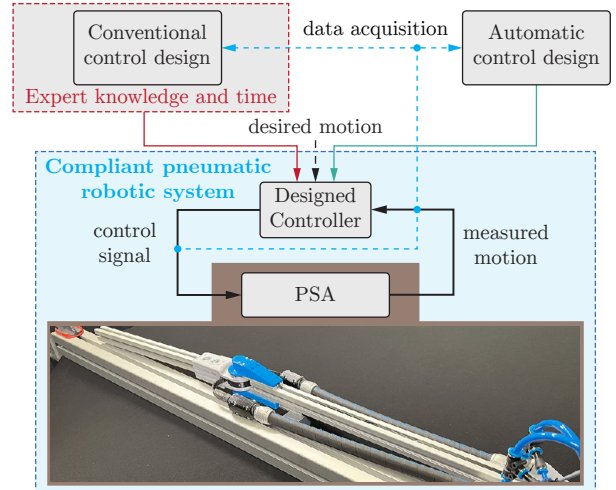 Conventional
control design
data acquisition
Automatic
control design
Expert knowledge and time
desired motion
Compliant pneumatic
robotic system
Designed
Controller
control
signal
measured
motion
PSA